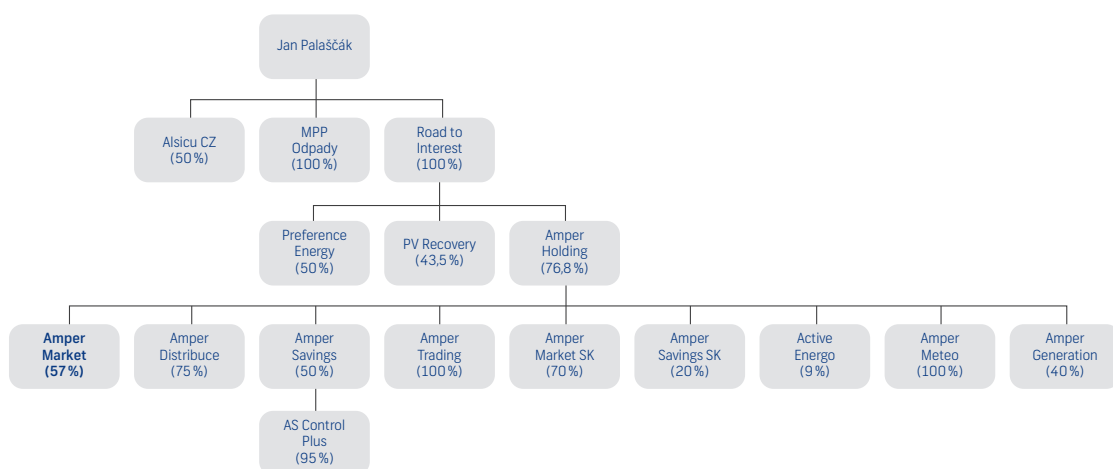 Jan Palaščák
Alsicu CZ
(50 %)
MPP
Odpady
(100 %)
Road to
Interest
(100 %)
Preference
Energy
(50 %)
PV Recovery
(43,5 %)
Amper
Holding
(76,8 %)
Amper
Market
(57 %)
Amper
Distribuce
(75 %)
Amper
Savings
(50 %)
Amper
Trading
(100 %)
Amper
Market SK
(70 %)
Amper
Savings SK
(20 %)
Active
Energo
(9 %)
Amper
Meteo
(100 %)
Amper
Generation
(40 %)
AS Control
Plus
(95 %)